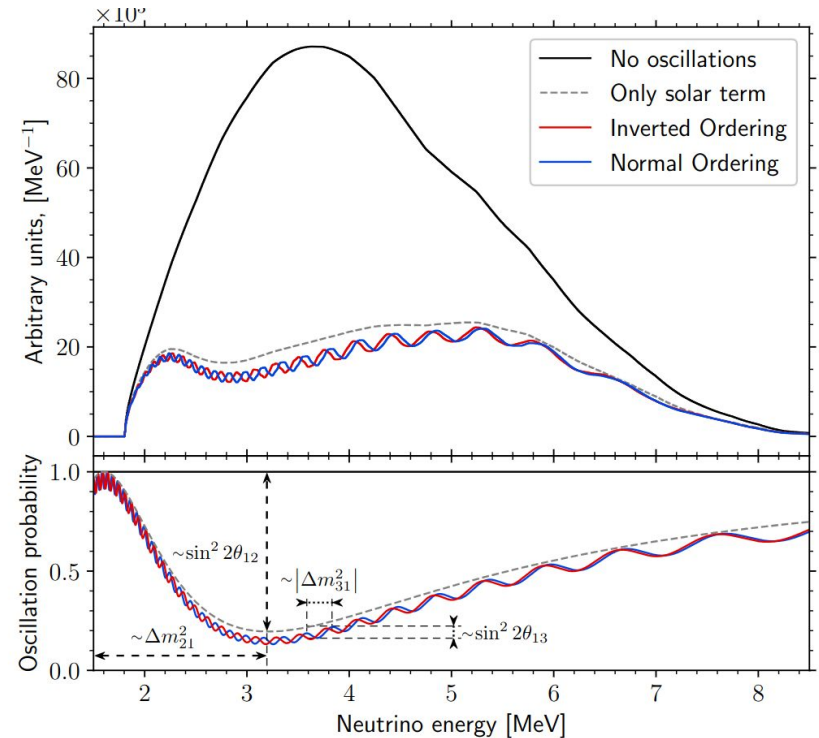 ×10³
80
60
40
20
0
Arbitrary units, [MeV⁻¹]
No oscillations
Only solar term
Inverted Ordering
Normal Ordering
1.0
0.5
0.0
Oscillation probability
~sin² 2θ₁₂
~|Δm²₃₁|
~Δm²₂₁
~sin² 2θ₁₃
2 3 4 5 6 7 8
Neutrino energy [MeV]